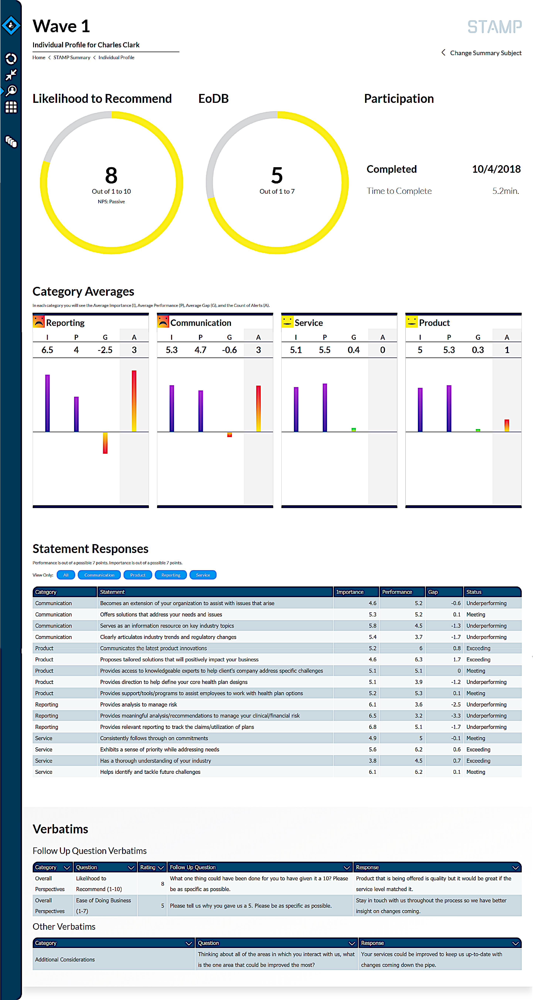 Wave 1
STAMP
Individual Profile for Charles Clark
Change Summary Subject
Home < STAMP Summary < Individual Profile
Likelihood to Recommend
EoDB
Participation
8
Out of 1 to 10
NPS: Passive
5
Out of 1 to 7
Completed 10/4/2018
Time to Complete 5.2min.
Category Averages
In each category you will see the Average Importance (I), Average Performance (P), Average Gap (G), amd the Count of Alerts (A).
Reporting
I P G A
6.5 4 -2.5 3
Communication
I P G A
5.3 4.7 -0.6 3
Service
I P G A
5.1 5.5 0.4 0
Product
I P G A
5 5.3 0.3 1
Statement Responses
Performance is out of a possible 7 points. Importance is out of a possible 7 points.
View Only: All Communication Product Reporting Service
Category Statement Importance Performance Gap Status
Communication Becomes an extension of your organization to assist with issues that arise 4.6 5.2 -0.6 Underperforming
Communication Offers solutions that address your needs and issues 5.3 5.2 0.1 Meeting
Communication Serves as an information resource on key industry topics 5.8 4.5 -1.3 Underperforming
Communication Clearly articulates industry trends and regulatory changes 5.4 3.7 -1.7 Underperforming
Product Communicates the latest product innovations 5.2 6 0.8 Exceeding
Product Proposes tailored solutions that will positively impact your business 4.6 6.3 1.7 Exceeding
Product Provides access to knowledgeable experts to help client's company address specific challenges 5.1 5.1 0 Meeting
Product Provides direction to help define your core health plan designs 5.1 3.9 -1.2 Underperforming
Product Provides support/tools/programs to assist employees to work with health plan options 5.2 5.3 0.1 Meeting
Reporting Provides analysis to manage risk 6.1 3.6 -2.5 Underperforming
Reporting Provides meaningful analysis/recommendations to manage your clinical/financial risk 6.5 3.2 -3.3 Underperforming
Reporting Provides relevant reporting to track the claims/utilization of plans 6.8 5.1 -1.7 Underperforming
Service Consistently follows through on commitments 4.9 5 -0.1 Meeting
Service Exhibits a sense of priority while addressing needs 5.6 6.2 0.6 Exceeding
Service Has a thorough understanding of your industry 3.8 4.5 0.7 Exceeding
Service Helps identify and tackle future challenges 6.1 6.2 0.1 Meeting
Verbatims
Follow Up Question Verbatims
Category Question Rating Follow Up Question Response
Overall Perspectives
Likelihood to Recommend (1-10)
8
What one thing could have been done for you to have given it a 10? Please
be as specific as possible.
Product that is being offered is quality but it would be great if the
service level matched it.
Overall Perspectives
Ease of Doing Business (1-7)
5
Please tell us why you gave us a 5. Please be as specific as possible.
Stay in touch with us throughout the process so we have better
insight on changes coming.
Other Verbatims
Category Question Response
Additional Considerations
Thinking about all of the areas in which you interact with us, what
is the one area that could be improved the most?
Your services could be improved to keep us up-to-date with
changes coming down the pipe.